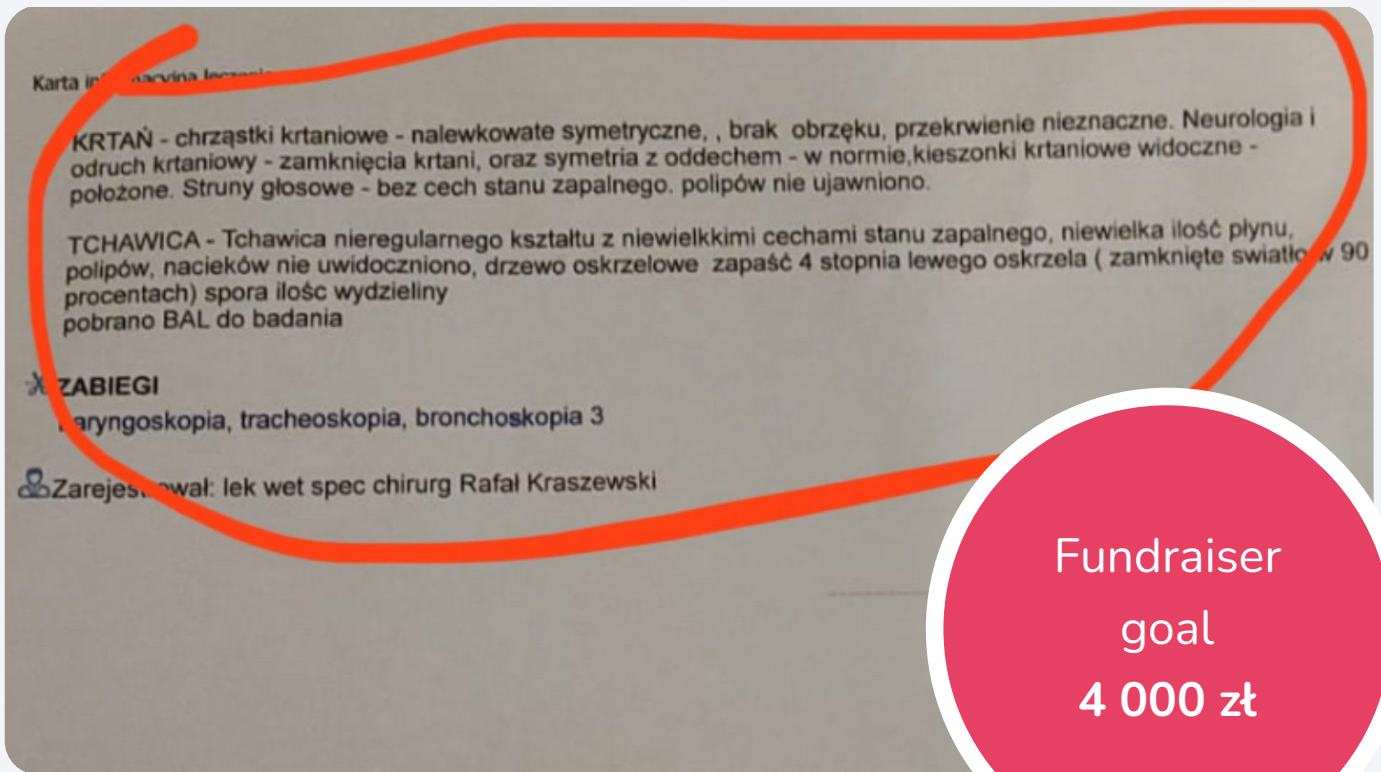 Karta
KRTAŃ - chrząstki krtaniowe - nalewkowate symetryczne, , brak obrzęku, przekrwienie nieznaczne. Neurologia i
odruch krtaniowy - zamknięcia krtani, oraz symetria z oddechem - w normie,kieszonki krtaniowe widoczne -
położone. Struny głosowe - bez cech stanu zapalnego. polipów nie ujawniono.
TCHAWICA - Tchawica nieregularnego kształtu z niewielkkimi cechami stanu zapalnego, niewielka ilość płynu,
polipów, nacieków nie uwidoczniono, drzewo oskrzelowe zapaść 4 stopnia lewego oskrzela ( zamknięte swiatło w 90
procentach) spora ilośc wydzieliny
pobrano BAL do badania
ZABIEGI
laryngoskopia, tracheoskopia, bronchoskopia 3
Zarejestrował: lek wet spec chirurg Rafał Kraszewski
Fundraiser
goal
4 000 zł